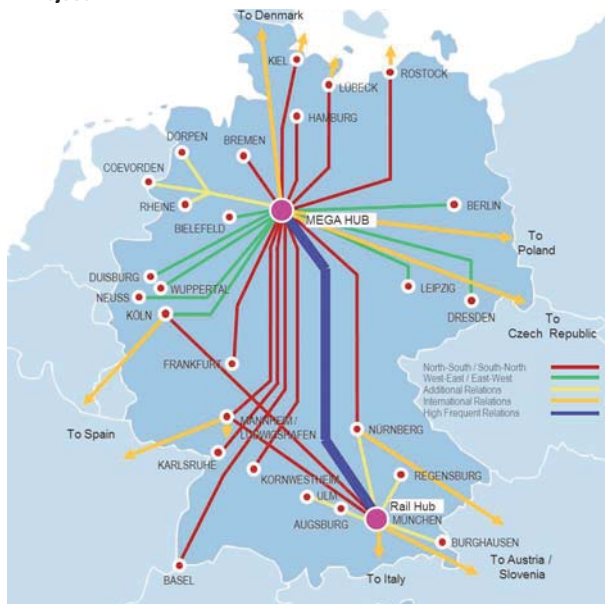 To Denmark
KIEL
ROSTOCK
LÜBECK
HAMBURG
DÖRPEN
BREMEN
COEVORDEN
RHEINE
BERLIN
MEGA HUB
BIELEFELD
To
Poland
DUISBURG
WUPPERTAL
NEUSS
LEIPZIG
KÖLN
DRESDEN
To
Czech Republic
FRANKFURT
North-South / South-North
West-East / East-West
Additional Relations
International Relations
High Frequent Relations
To Spain
MANNHEIM /
LUDWIGSHAFEN
NÜRNBERG
KARLSRUHE
KORNWESTHEIM
REGENSBURG
ULM
Rail Hub
AUGSBURG
MÜNCHEN
BURGHAUSEN
To Austria /
Slovenia
BASEL
To Italy